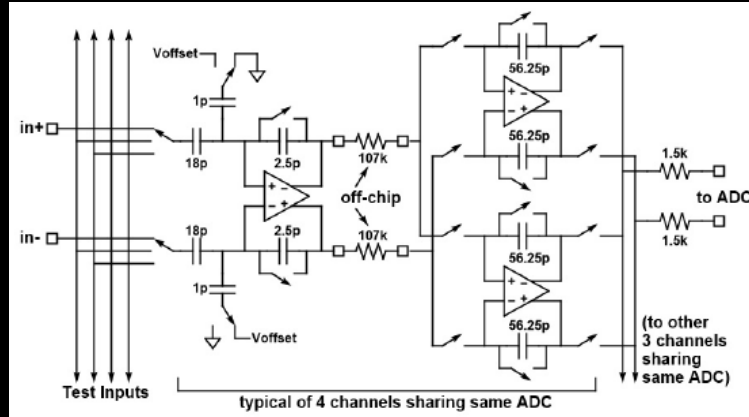 Voffset
56.25p
1p
in+
18p
2.5p
107k
56.25p
1.5k
off-chip
to ADC
in-
18p
2.5p
107k
56.25p
1.5k
1p
Voffset
56.25p
(to other
3 channels
sharing
same ADC)
Test Inputs
typical of 4 channels sharing same ADC